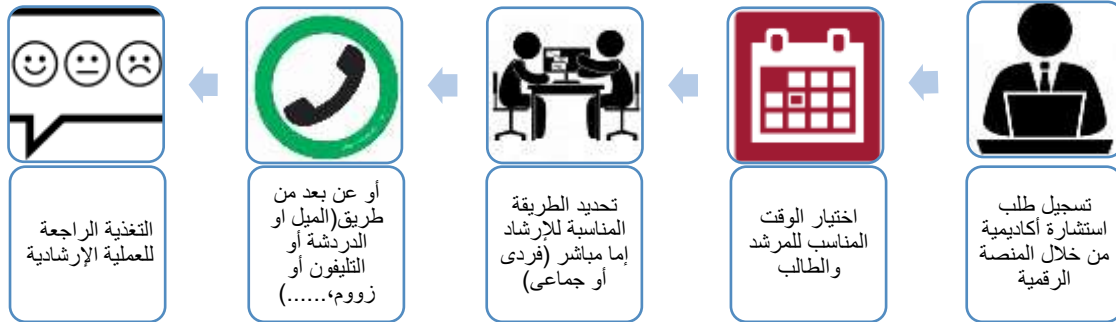 تسجيل طلب
استشارة أكاديمية
من خلال المنصة
الرقمية
اختيار الوقت
المناسب للمرشد
والطالب
تحديد الطريقة
المناسبة للإرشاد
إما مباشر (فردى
أو جماعى)
أو عن بعد من
طريق(الميل او
الدردشة أو
التليفون أو
زووم،......)
التغذية الراجعة
للعملية الإرشادية